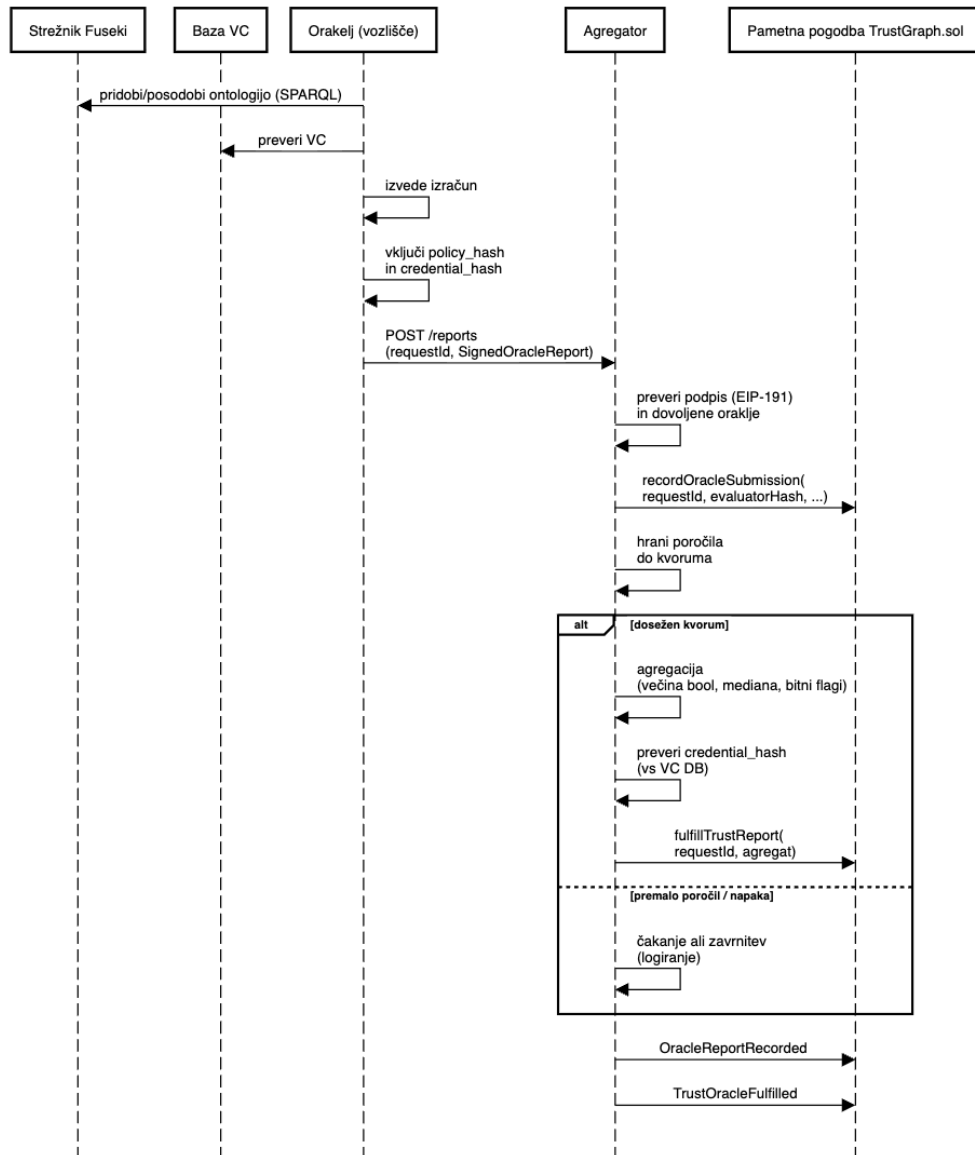 Strežnik Fuseki
Baza VC
Orakelj (vozlišče)
Agregator
Pametna pogodba TrustGraph.sol
pridobi/posodobi ontologijo (SPARQL)
preveri VC
izvede izračun
vključi policy_hash
in credential_hash
POST /reports
(requestId, SignedOracleReport)
preveri podpis (EIP-191)
in dovoljene oraklje
recordOracleSubmission(
requestId, evaluatorHash, ...)
hrani poročila
do kvoruma
alt
[dosežen kvorum]
agregacija
(večina bool, mediana, bitni flagi)
preveri credential_hash
(vs VC DB)
fulfillTrustReport(
requestId, agregat)
[premalo poročil / napaka]
čakanje ali zavrnitev
(logiranje)
OracleReportRecorded
TrustOracleFulfilled